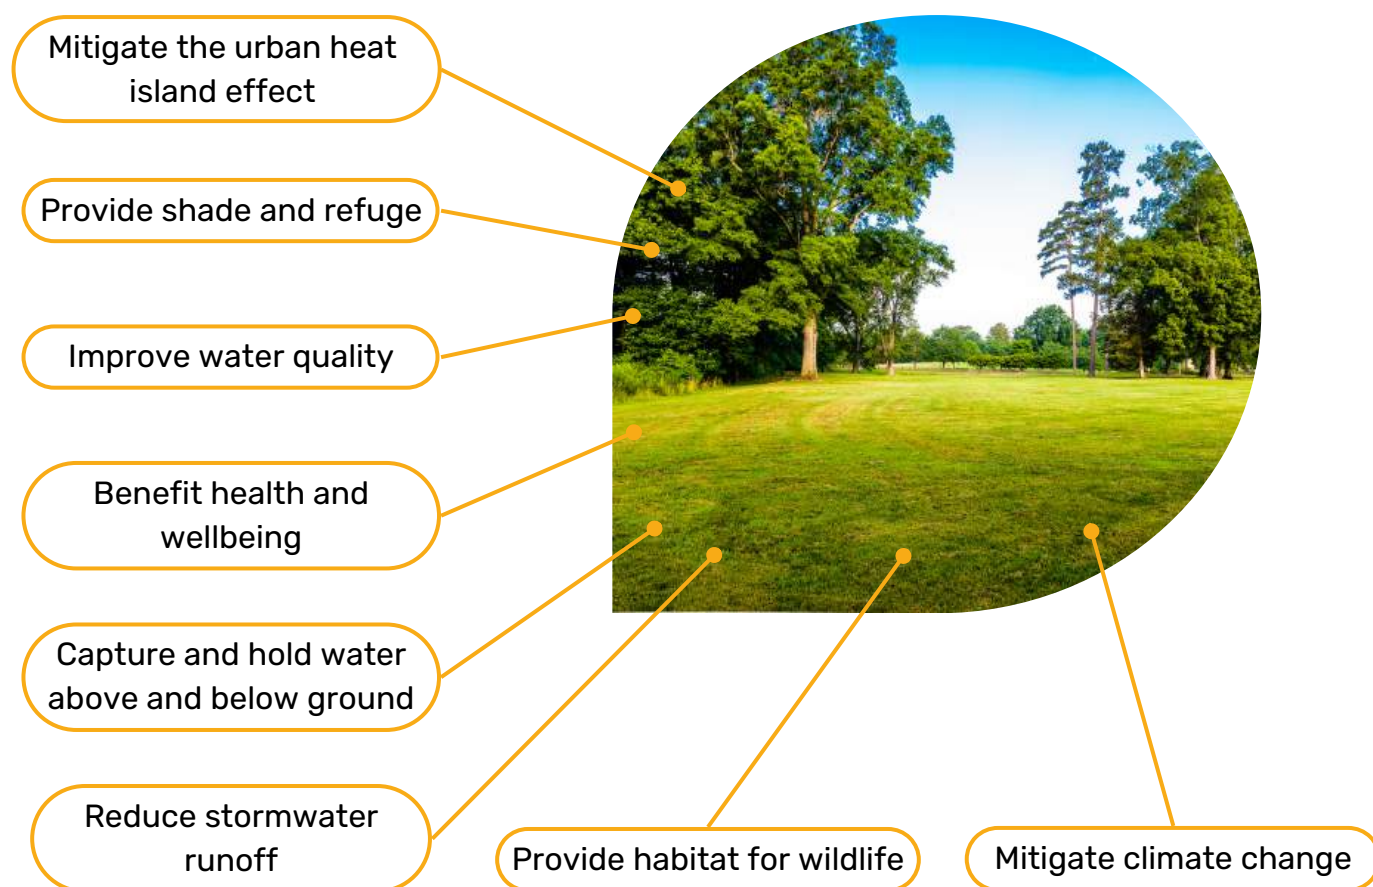 Mitigate the urban heat
island effect
Provide shade and refuge
Improve water quality
Benefit health and
wellbeing
Capture and hold water
above and below ground
Reduce stormwater
runoff
Provide habitat for wildlife
Mitigate climate change